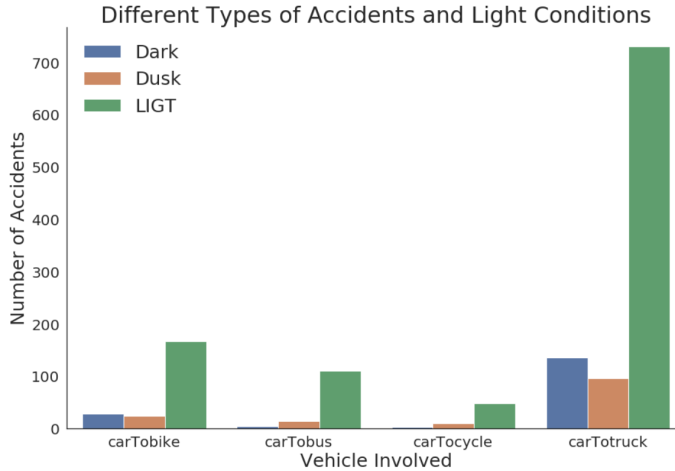 Different Types of Accidents and Light Conditions
Dark
Dusk
LIGT
Number of Accidents
700
600
500
400
300
200
100
0
carTobike carTobus carTocycle carTotruck
Vehicle Involved